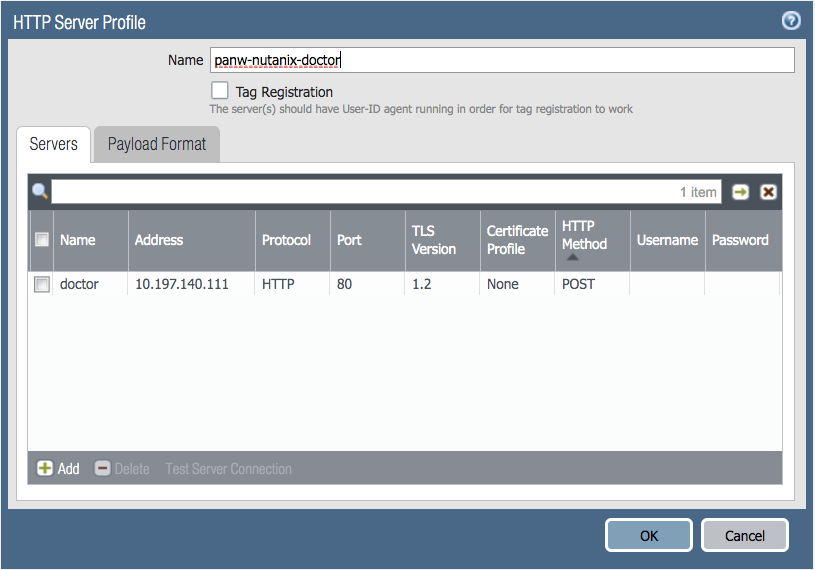 HTTP Server Profile
Name panw-nutanix-doctor
Tag Registration
The server(s) should have User-ID agent running in order for tag registration to work
Servers Payload Format
1 item
Name Address Protocol Port TLS Version Certificate Profile HTTP Method Username Password
doctor 10.197.140.111 HTTP 80 1.2 None POST
Add Delete Test Server Connection
OK Cancel